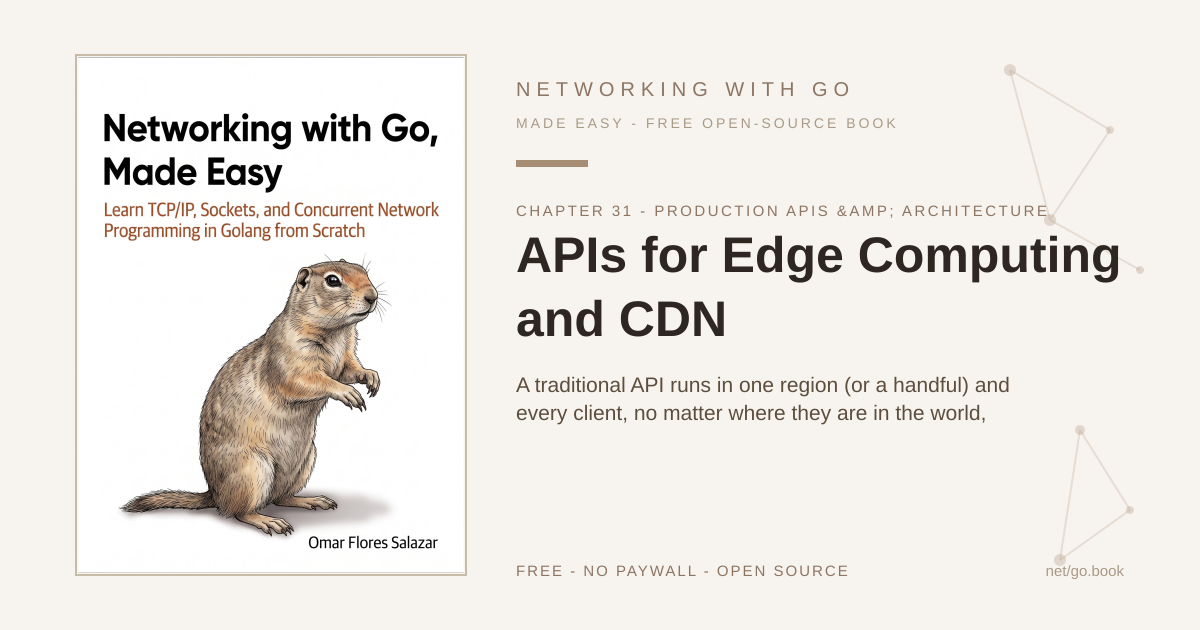 Networking with Go,
Made Easy
Learn TCP/IP, Sockets, and Concurrent Network
Programming in Golang from Scratch
Omar Flores Salazar
NETWORKING WITH GO
MADE EASY - FREE OPEN-SOURCE BOOK
CHAPTER 31 - PRODUCTION APIS &AMP; ARCHITECTURE
APIs for Edge Computing
and CDN
A traditional API runs in one region (or a handful) and
every client, no matter where they are in the world,
FREE - NO PAYWALL - OPEN SOURCE
net/go.book